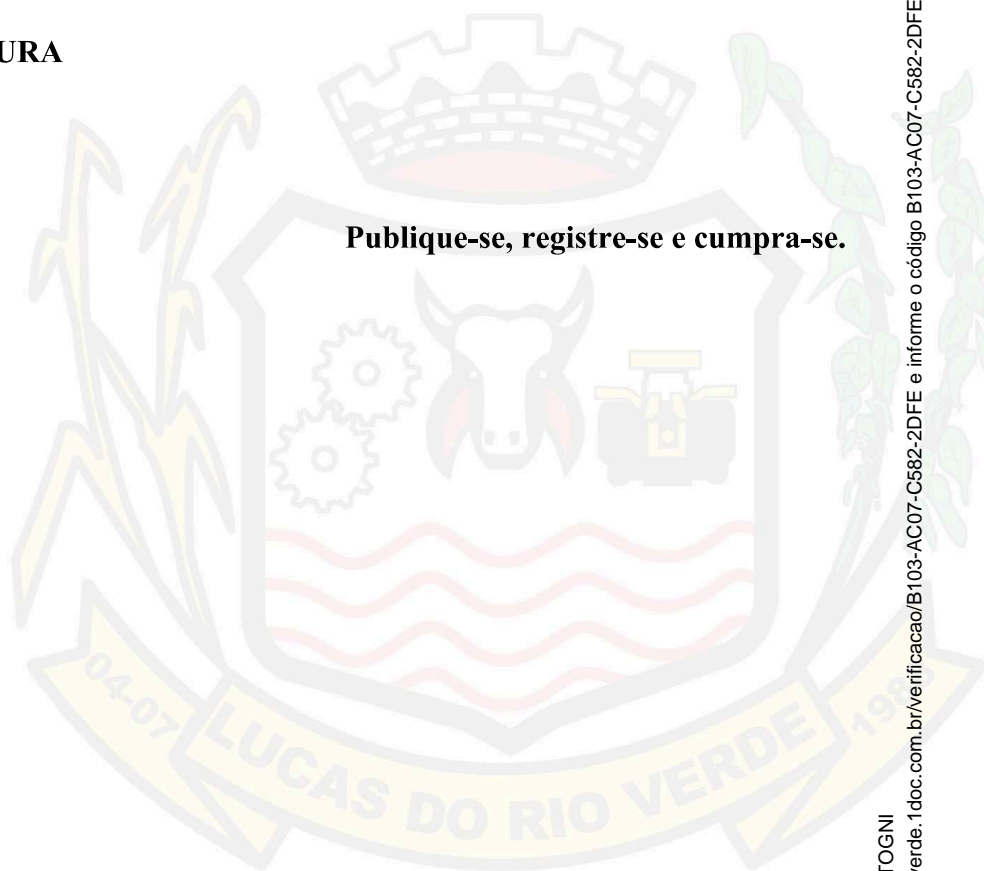 URA
Publique-se, registre-se e cumpra-se.
04-07
LUCAS DO RIO VERDE
1988
TOGNI
verde.1doc.com.br/verificacao/B103-AC07-C582-2DFE e informe o código B103-AC07-C582-2DFE